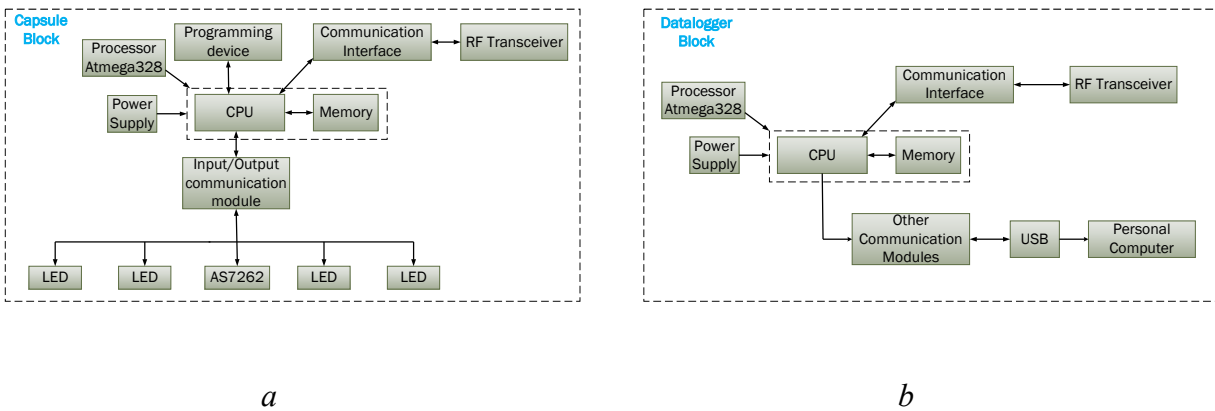 Capsule
Block
Programming
device
Communication
Interface
RF Transceiver
Processor
Atmega328
Power
Supply
CPU
Memory
Input/Output
communication
module
LED
LED
AS7262
LED
LED
a
Datalogger
Block
Communication
Interface
RF Transceiver
Processor
Atmega328
Power
Supply
CPU
Memory
Other
Communication
Modules
USB
Personal
Computer
b